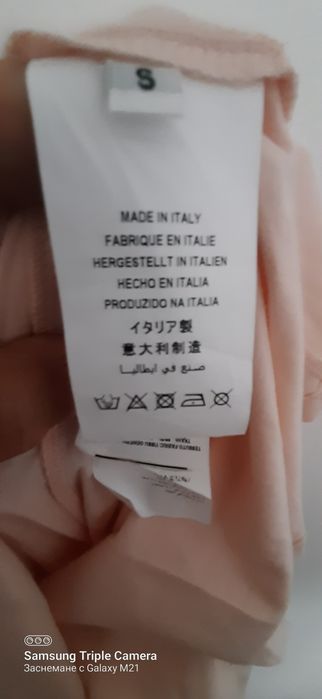 S
MADE IN ITALY
FABRIQUE EN ITALIE
HERGESTELLT IN ITALIEN
HECHO EN ITALIA
PRODUZIDO NA ITALIA
イタリア製
意大利制造
صنع في ايطاليا
Samsung Triple Camera
Заснемане с Galaxy M21